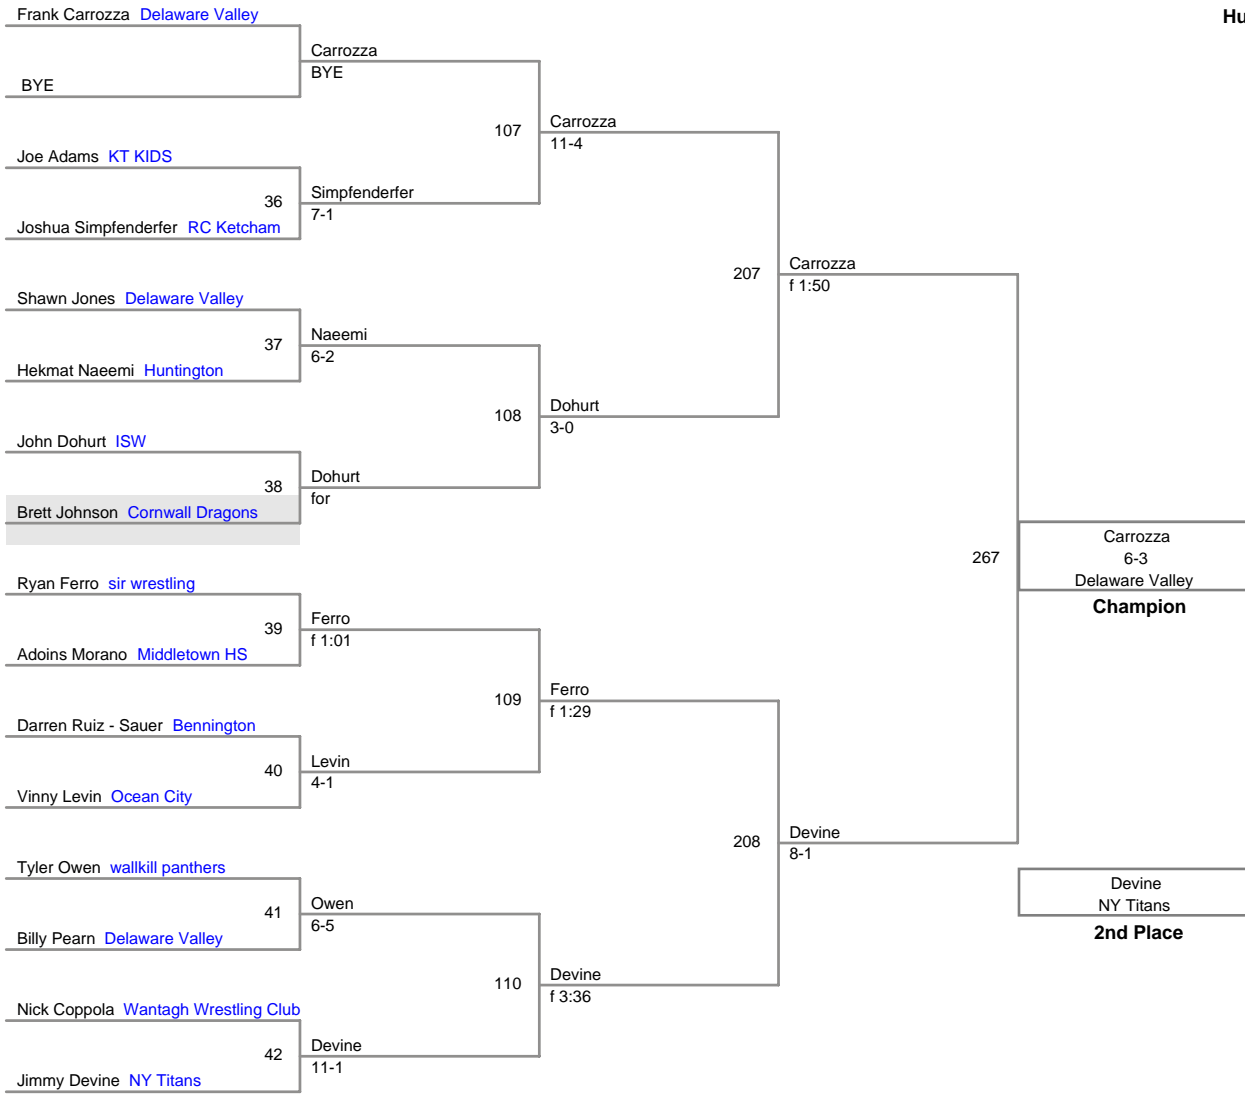 Frank Carrozza Delaware Valley
Hu
Carrozza
BYE
BYE
107
Carrozza
11-4
Joe Adams KT KIDS
36
Simpfenderfer
7-1
Joshua Simpfenderfer RC Ketcham
207
Carrozza
f 1:50
Shawn Jones Delaware Valley
37
Naeemi
6-2
Hekmat Naeemi Huntington
108
Dohurt
3-0
John Dohurt ISW
38
Dohurt
for
Brett Johnson Cornwall Dragons
267
Carrozza
6-3
Delaware Valley
Champion
Ryan Ferro sir wrestling
39
Ferro
f 1:01
Adoins Morano Middletown HS
109
Ferro
f 1:29
Darren Ruiz - Sauer Bennington
40
Levin
4-1
Vinny Levin Ocean City
208
Devine
8-1
Tyler Owen wallkill panthers
41
Owen
6-5
Billy Pearn Delaware Valley
Devine
NY Titans
2nd Place
110
Devine
f 3:36
Nick Coppola Wantagh Wrestling Club
42
Devine
11-1
Jimmy Devine NY Titans